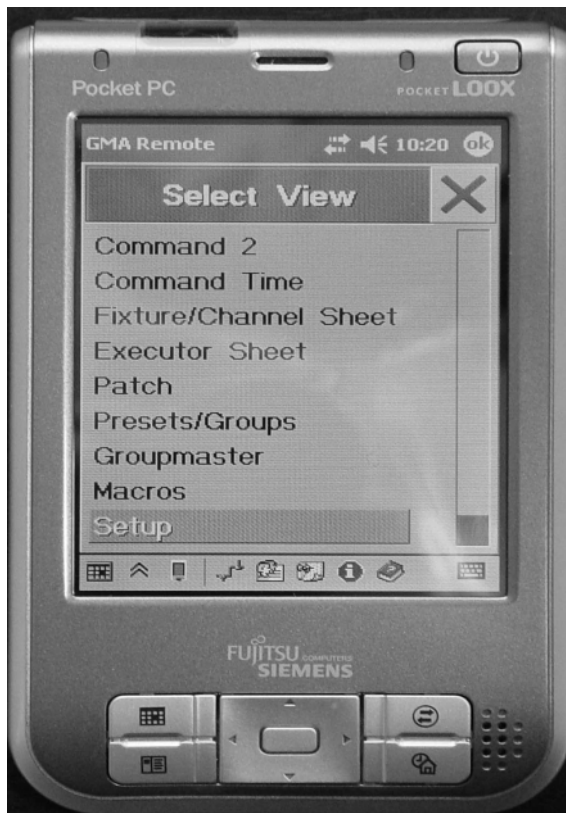 Pocket PC
POCKET LOOX
GMA Remote 10:20 ok
Select View
Command 2
Command Time
Fixture/Channel Sheet
Executor Sheet
Patch
Presets/Groups
Groupmaster
Macros
Setup
FUJITSU COMPUTERS
SIEMENS